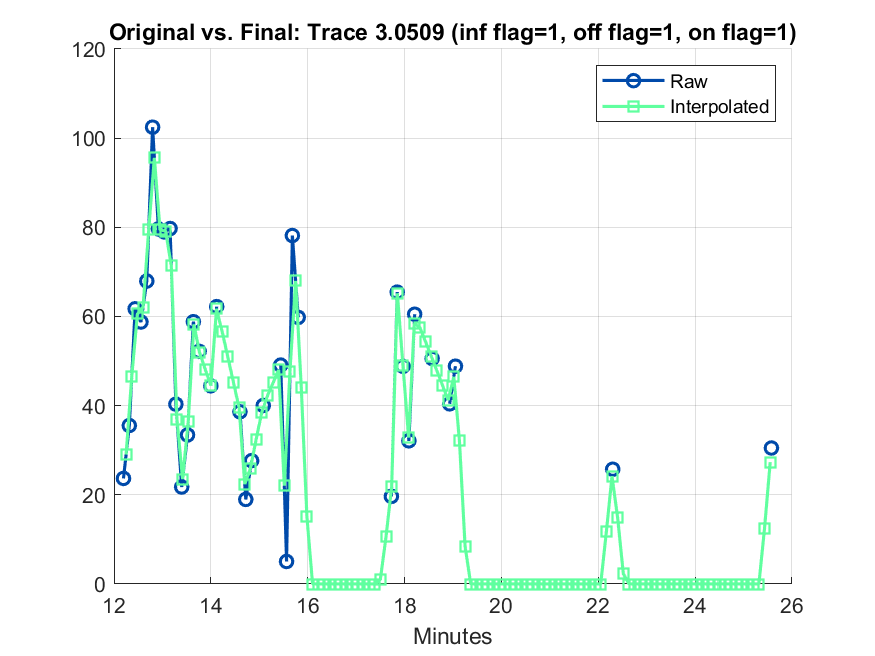 Original vs. Final: Trace 3.0509 (inf flag=1, off flag=1, on flag=1)
120
100
80
60
40
20
0
Raw
Interpolated
12 14 16 18 20 22 24 26
Minutes